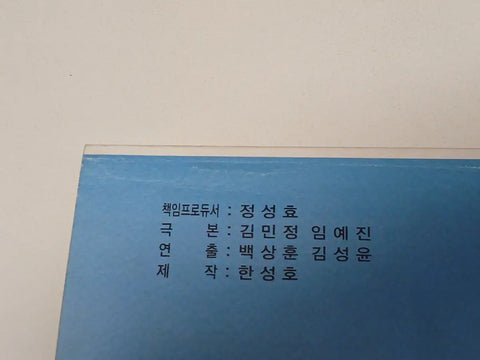 책임프로듀서 : 정성효
극 본 : 김민정 임예진
연 출 : 백상훈 김성윤
제 작 : 한성호